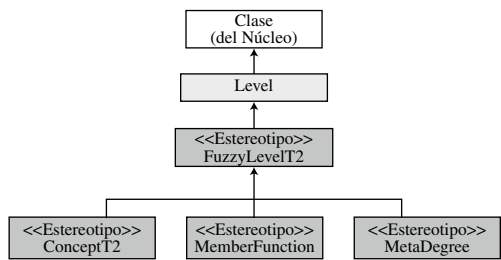 Clase
(del Núcleo)
Level
<<Estereotipo>>
FuzzyLevelT2
<<Estereotipo>>
ConceptT2
<<Estereotipo>>
MemberFunction
<<Estereotipo>>
MetaDegree